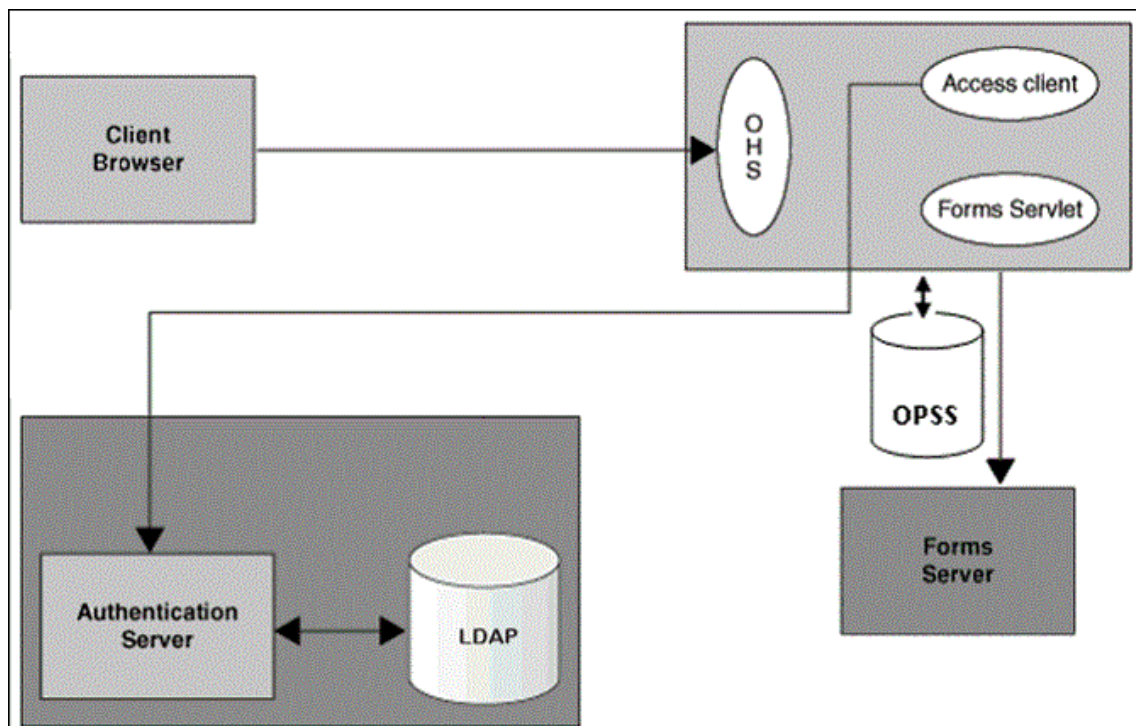 Client
Browser
O
H
S
Access client
Forms Servlet
OPSS
Forms
Server
Authentication
Server
LDAP